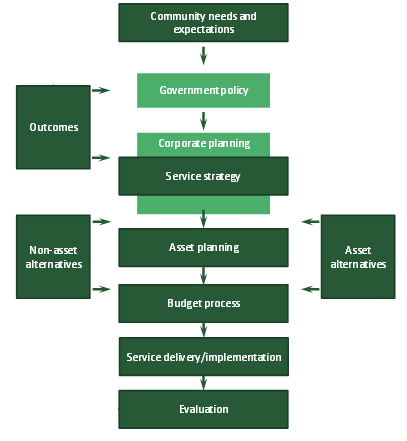 Community needs and
expectations
Government policy
Outcomes
Corporate planning
Service strategy
Non-asset
alternatives
Asset planning
Asset
alternatives
Budget process
Service delivery/implementation
Evaluation